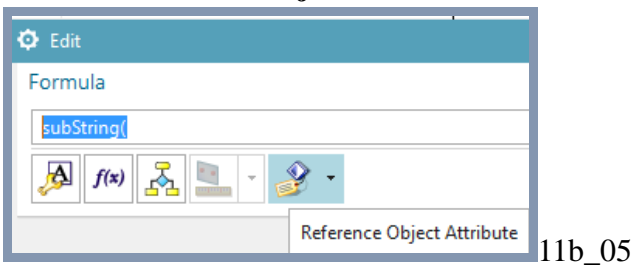 Edit
Formula
subString(
A f(x)
Reference Object Attribute
11b_05